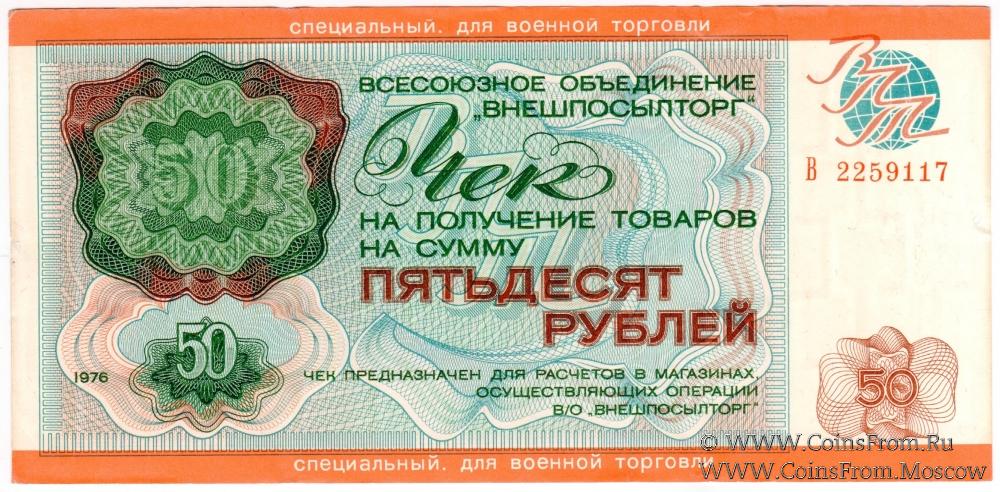 специальный. для военной торговли
ВСЕСОЮЗНОЕ ОБЪЕДИНЕНИЕ
„ВНЕШПОСЫЛТОРГ"
ВПТ
В 2259117
50
Чек
НА ПОЛУЧЕНИЕ ТОВАРОВ
НА СУММУ
ПЯТЬДЕСЯТ
РУБЛЕЙ
50
1976
ЧЕК ПРЕДНАЗНАЧЕН ДЛЯ РАСЧЕТОВ В МАГАЗИНАХ,
ОСУЩЕСТВЛЯЮЩИХ ОПЕРАЦИИ
В/О „ВНЕШПОСЫЛТОРГ"
50
специальный. для военной торговли
© WWW.CoinsFrom.Ru
WWW.CoinsFrom.Moscow